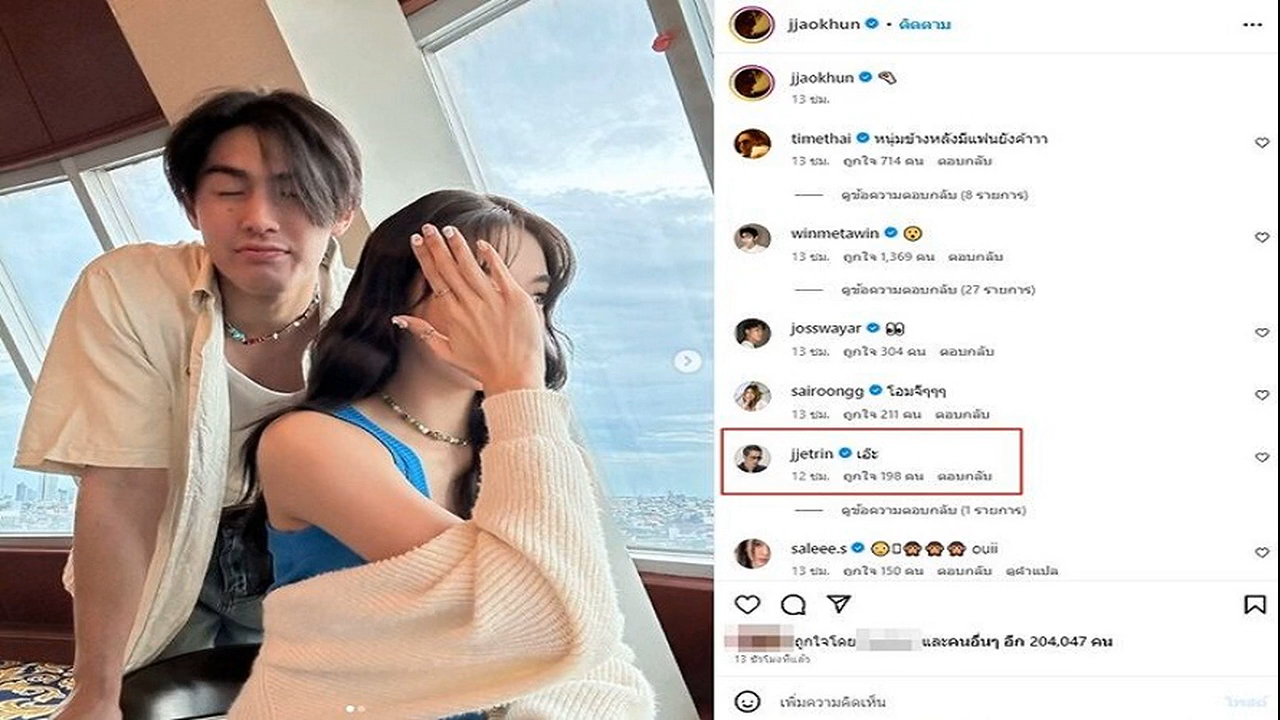 jjaokhun • ติดตาม
jjaokhun
13 ชม.
timethai หนุ่มข้างหลังมีแฟนยังค้าาา
13 ชม. ถูกใจ 714 คน ตอบกลับ
ดูข้อความตอบกลับ (8 รายการ)
winmetawin 😮
13 ชม. ถูกใจ 1,369 คน ตอบกลับ
ดูข้อความตอบกลับ (27 รายการ)
josswayar 👀
13 ชม. ถูกใจ 304 คน ตอบกลับ
sairoongg โอมจีๆๆๆ
13 ชม. ถูกใจ 211 คน ตอบกลับ
jjetrin เอ๊ะ
12 ชม. ถูกใจ 198 คน ตอบกลับ
ดูข้อความตอบกลับ (1 รายการ)
saleee.s 🙊🙊🙊 ouii
13 ชม. ถูกใจ 150 คน ตอบกลับ ดูคำแปล
ถูกใจโดย และคนอื่นๆ อีก 204,047 คน
13 ชั่วโมงที่แล้ว
เพิ่มความคิดเห็น
โพสต์